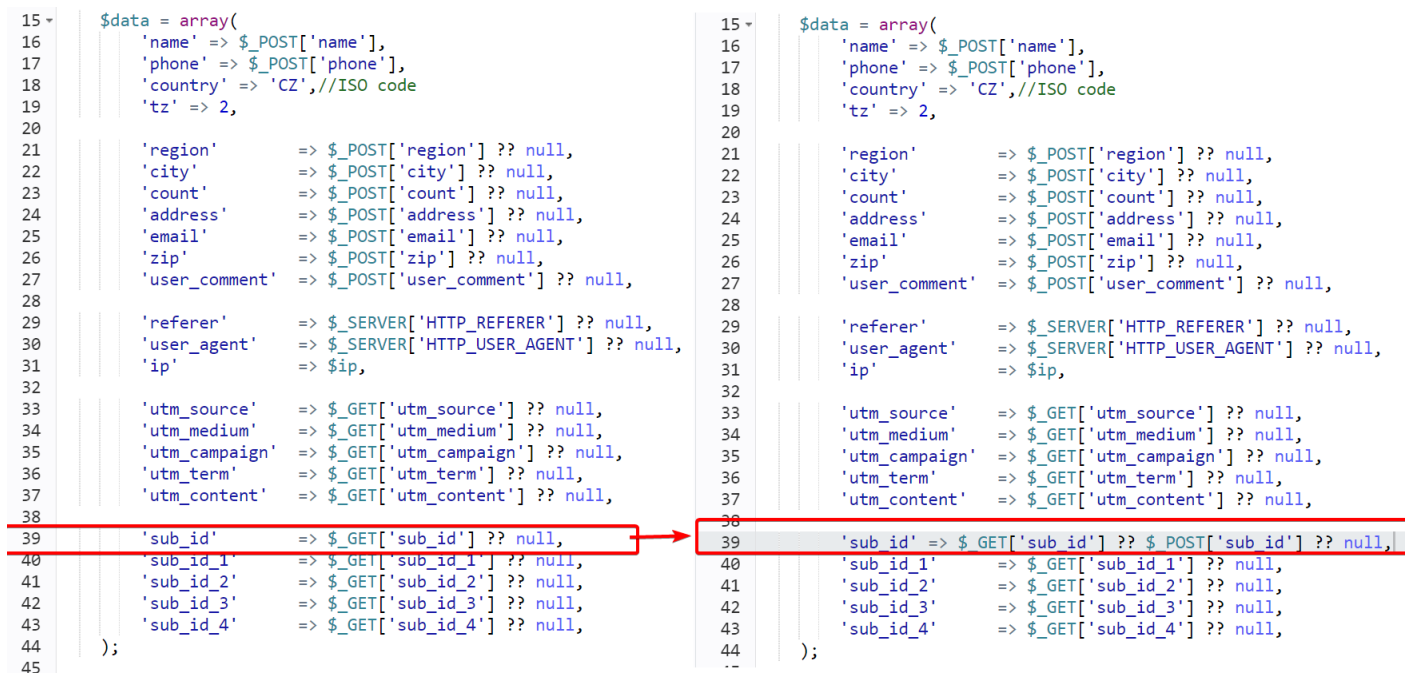 15 $data = array(
16 'name' => $_POST['name'],
17 'phone' => $_POST['phone'],
18 'country' => 'CZ',//ISO code
19 'tz' => 2,
20
21 'region' => $_POST['region'] ?? null,
22 'city' => $_POST['city'] ?? null,
23 'count' => $_POST['count'] ?? null,
24 'address' => $_POST['address'] ?? null,
25 'email' => $_POST['email'] ?? null,
26 'zip' => $_POST['zip'] ?? null,
27 'user_comment' => $_POST['user_comment'] ?? null,
28
29 'referer' => $_SERVER['HTTP_REFERER'] ?? null,
30 'user_agent' => $_SERVER['HTTP_USER_AGENT'] ?? null,
31 'ip' => $ip,
32
33 'utm_source' => $_GET['utm_source'] ?? null,
34 'utm_medium' => $_GET['utm_medium'] ?? null,
35 'utm_campaign' => $_GET['utm_campaign'] ?? null,
36 'utm_term' => $_GET['utm_term'] ?? null,
37 'utm_content' => $_GET['utm_content'] ?? null,
38
39 'sub_id' => $_GET['sub_id'] ?? null,
40 'sub_id_1' => $_GET['sub_id_1'] ?? null,
41 'sub_id_2' => $_GET['sub_id_2'] ?? null,
42 'sub_id_3' => $_GET['sub_id_3'] ?? null,
43 'sub_id_4' => $_GET['sub_id_4'] ?? null,
44 );
45
15 $data = array(
16 'name' => $_POST['name'],
17 'phone' => $_POST['phone'],
18 'country' => 'CZ',//ISO code
19 'tz' => 2,
20
21 'region' => $_POST['region'] ?? null,
22 'city' => $_POST['city'] ?? null,
23 'count' => $_POST['count'] ?? null,
24 'address' => $_POST['address'] ?? null,
25 'email' => $_POST['email'] ?? null,
26 'zip' => $_POST['zip'] ?? null,
27 'user_comment' => $_POST['user_comment'] ?? null,
28
29 'referer' => $_SERVER['HTTP_REFERER'] ?? null,
30 'user_agent' => $_SERVER['HTTP_USER_AGENT'] ?? null,
31 'ip' => $ip,
32
33 'utm_source' => $_GET['utm_source'] ?? null,
34 'utm_medium' => $_GET['utm_medium'] ?? null,
35 'utm_campaign' => $_GET['utm_campaign'] ?? null,
36 'utm_term' => $_GET['utm_term'] ?? null,
37 'utm_content' => $_GET['utm_content'] ?? null,
38
39 'sub_id' => $_GET['sub_id'] ?? $_POST['sub_id'] ?? null,
40 'sub_id_1' => $_GET['sub_id_1'] ?? null,
41 'sub_id_2' => $_GET['sub_id_2'] ?? null,
42 'sub_id_3' => $_GET['sub_id_3'] ?? null,
43 'sub_id_4' => $_GET['sub_id_4'] ?? null,
44 );